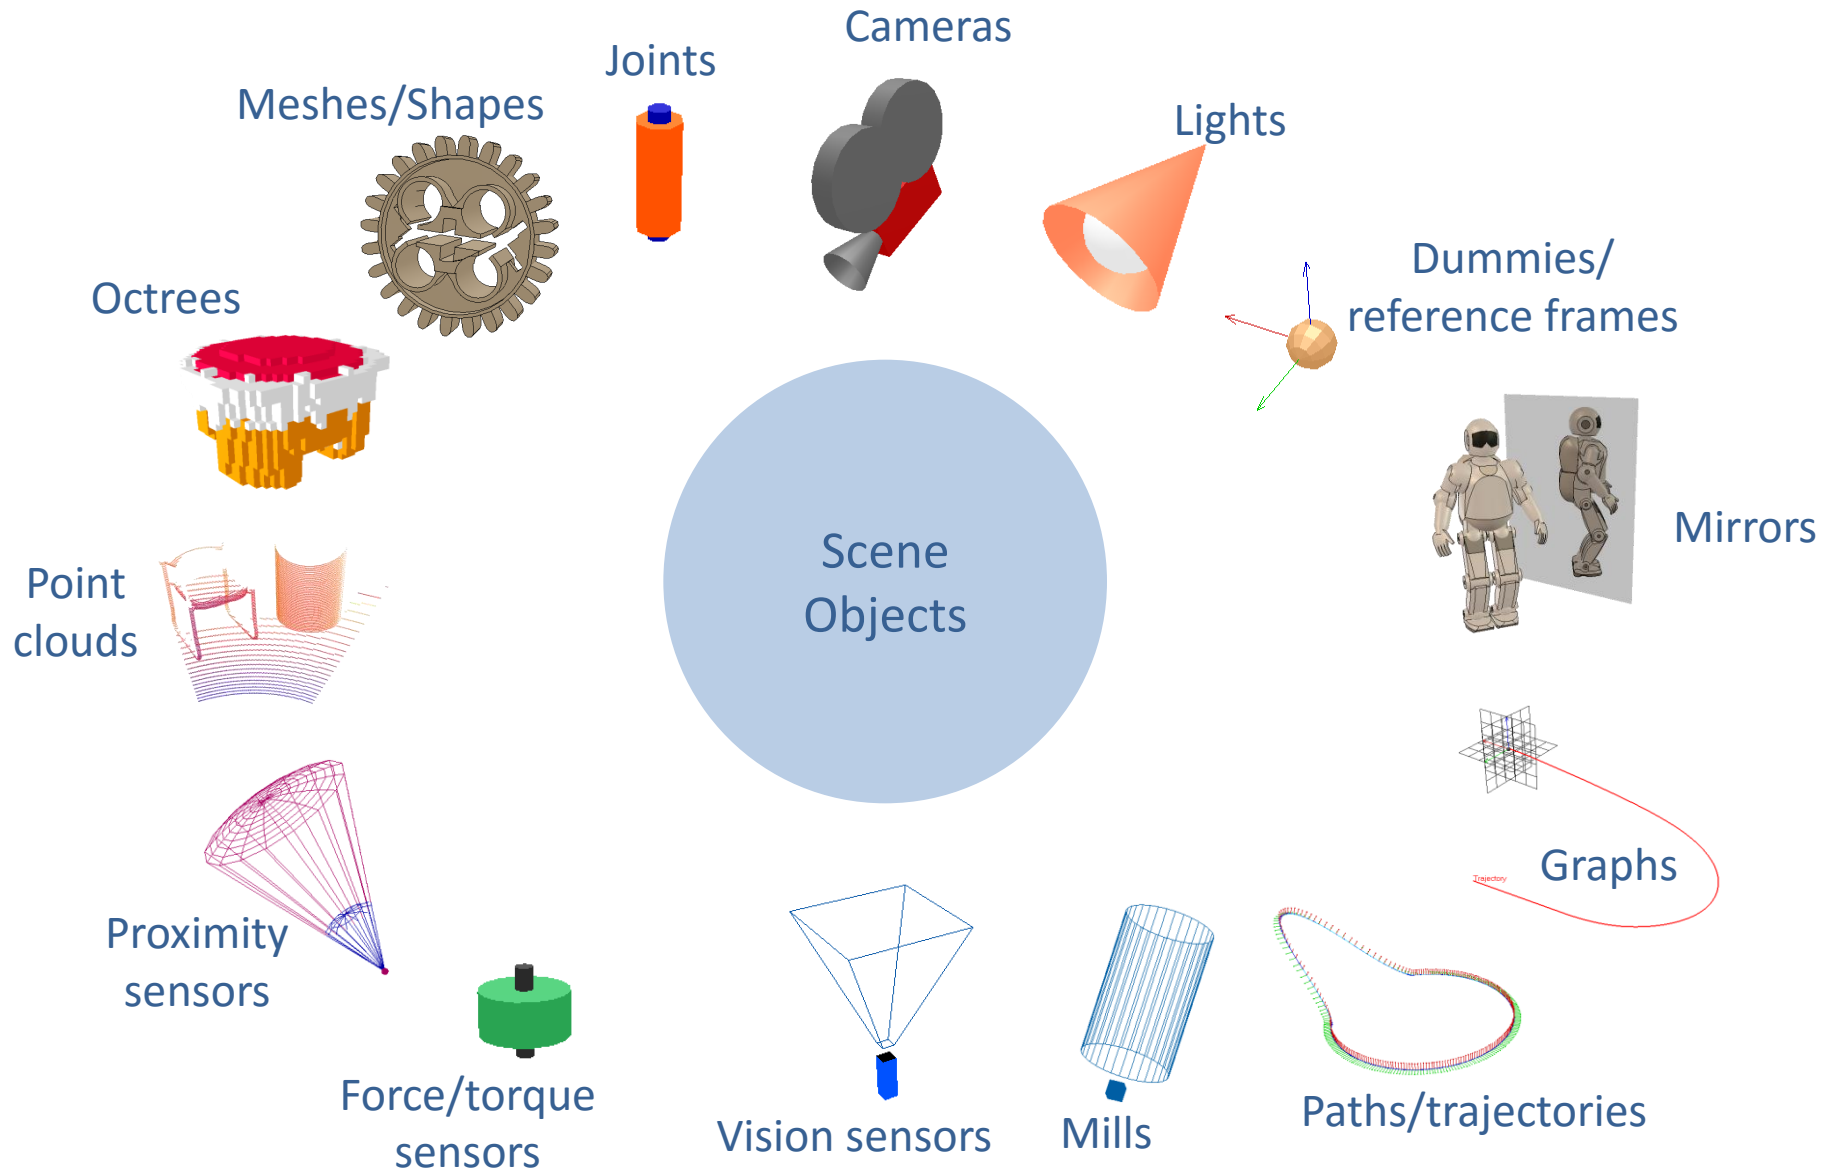 Cameras
Joints
Meshes/Shapes
Lights
Dummies/
reference frames
Octrees
Mirrors
Scene
Objects
Point
clouds
Graphs
Trajectory
Proximity
sensors
Force/torque
sensors
Vision sensors
Mills
Paths/trajectories